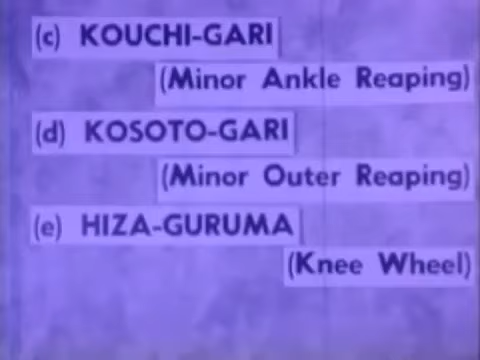 (c) KOUCHI-GARI
(Minor Ankle Reaping)
(d) KOSOTO-GARI
(Minor Outer Reaping)
(e) HIZA-GURUMA
(Knee Wheel)